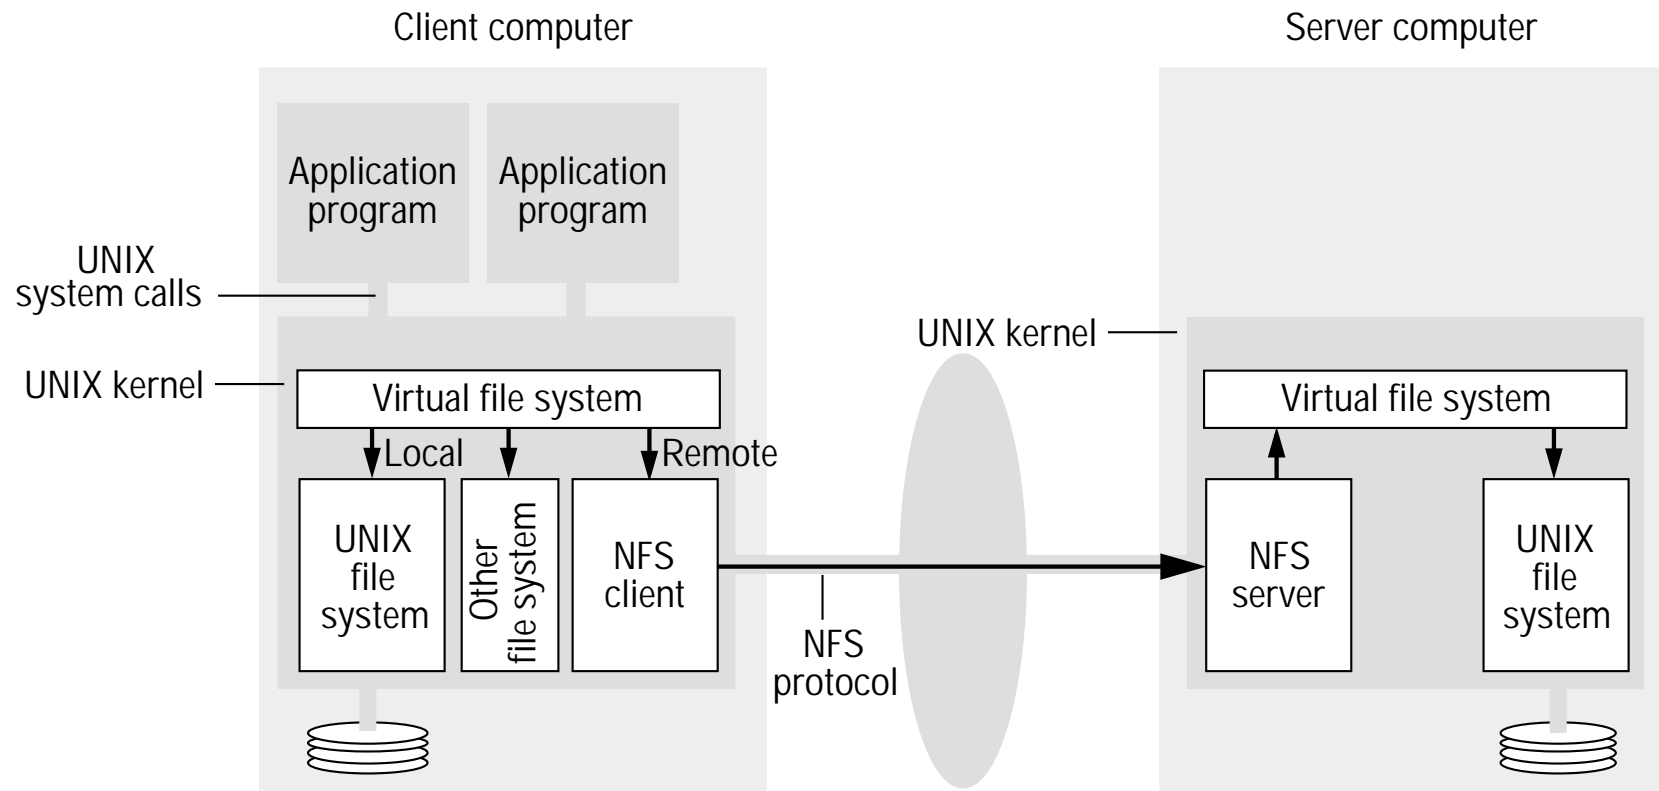 Client computer
Server computer
Application
program
Application
program
UNIX
system calls
UNIX kernel
UNIX kernel
Virtual file system
Virtual file system
Local
Remote
UNIX
file
system
Other
file system
NFS
client
NFS
protocol
NFS
server
UNIX
file
system